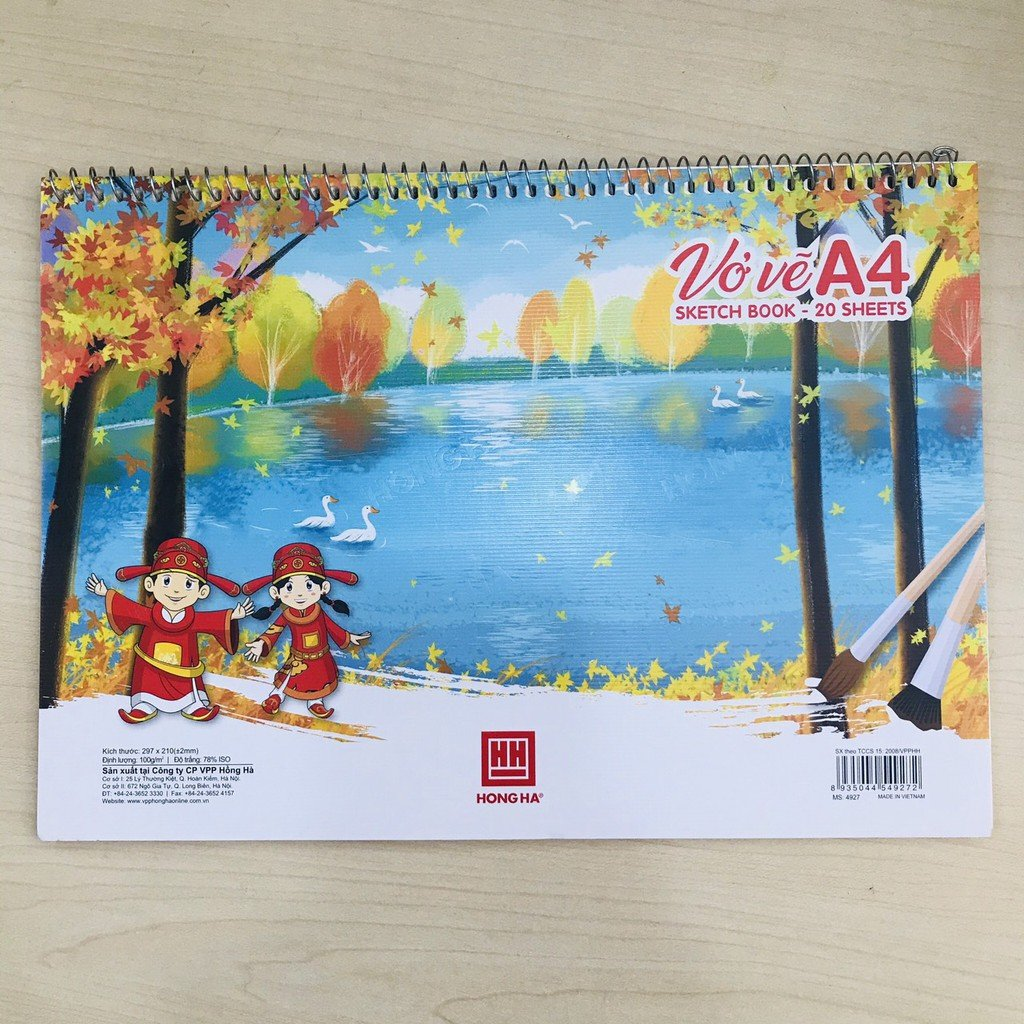 Vở vẽ A4
SKETCH BOOK - 20 SHEETS
Kích thước: 297 x 210(±2mm)
Định lượng: 100g/m² | Độ trắng: 78% ISO
Sản xuất tại Công ty CP VPP Hồng Hà
Cơ sở I: 25 Lý Thường Kiệt, Q. Hoàn Kiếm, Hà Nội.
Cơ sở II: 672 Ngô Gia Tự, Q. Long Biên, Hà Nội.
ĐT: +84-24-3652 3330 | Fax: +84-24-3652 4157
Website: www.vpphonghaonline.com.vn
HH
HONG HA®
SX theo TCCS 15: 2008/VPPHH
8 935044 549272
MS: 4927 MADE IN VIETNAM